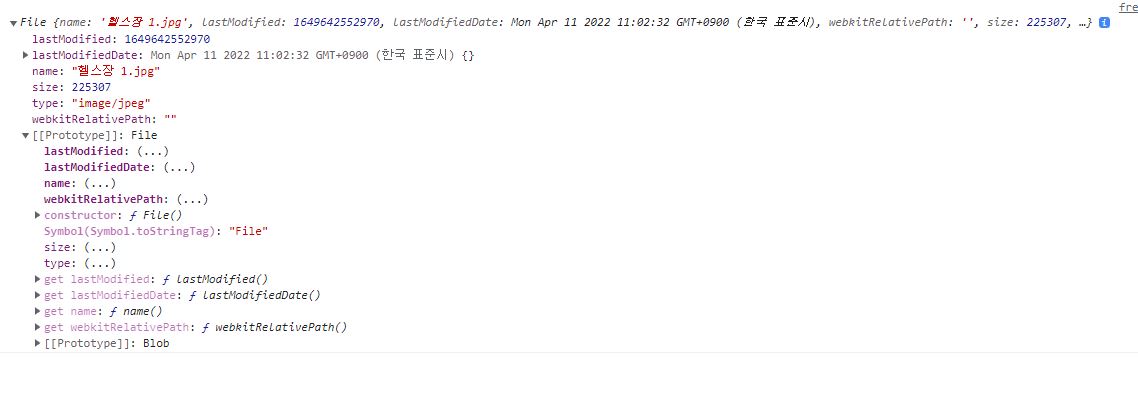 fre
File {name: '헬스장 1.jpg', lastModified: 1649642552970, lastModifiedDate: Mon Apr 11 2022 11:02:32 GMT+0900 (한국 표준시), webkitRelativePath: '', size: 225307, …}
lastModified: 1649642552970
lastModifiedDate: Mon Apr 11 2022 11:02:32 GMT+0900 (한국 표준시) {}
name: "헬스장 1.jpg"
size: 225307
type: "image/jpeg"
webkitRelativePath: ""
[[Prototype]]: File
lastModified: (...)
lastModifiedDate: (...)
name: (...)
webkitRelativePath: (...)
constructor: ƒ File()
Symbol(Symbol.toStringTag): "File"
size: (...)
type: (...)
get lastModified: ƒ lastModified()
get lastModifiedDate: ƒ lastModifiedDate()
get name: ƒ name()
get webkitRelativePath: ƒ webkitRelativePath()
[[Prototype]]: Blob